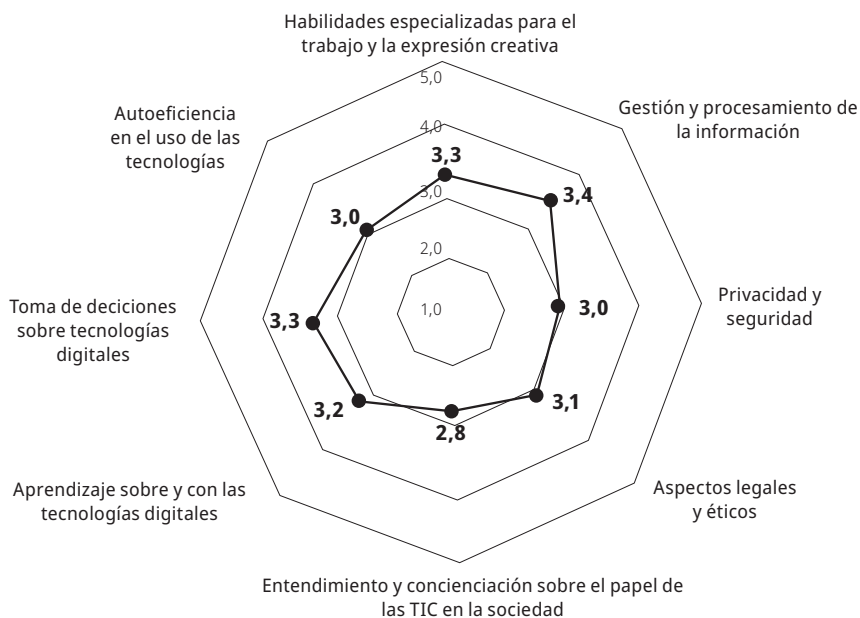 Habilidades especializadas para el
trabajo y la expresión creativa
5,0
Gestión y procesamiento de
la información
Autoeficiencia
en el uso de las
tecnologías
4,0
3,3
3,4
3,0
3,0
2,0
Toma de deciciones
sobre tecnologías
digitales
3,3
1,0
3,0
Privacidad y
seguridad
3,2
3,1
2,8
Aprendizaje sobre y con las
tecnologías digitales
Aspectos legales
y éticos
Entendimiento y concienciación sobre el papel de
las TIC en la sociedad